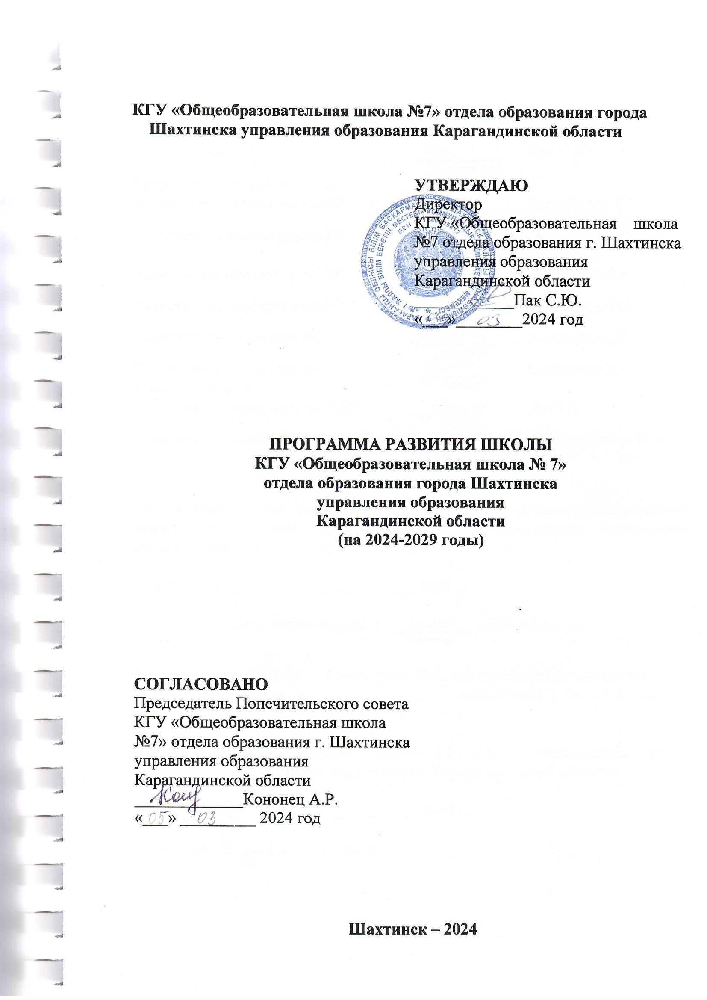 КГУ «Общеобразовательная школа №7» отдела образования города
Шахтинска управления образования Карагандинской области
УТВЕРЖДАЮ
Директор
КГУ «Общеобразовательная школа
№7 отдела образования г. Шахтинска
управления образования
Карагандинской области
____________Пак С.Ю.
«___»________2024 год
03
ПРОГРАММА РАЗВИТИЯ ШКОЛЫ
КГУ «Общеобразовательная школа № 7»
отдела образования города Шахтинска
управления образования
Карагандинской области
(на 2024-2029 годы)
СОГЛАСОВАНО
Председатель Попечительского совета
КГУ «Общеобразовательная школа
№7» отдела образования г. Шахтинска
управления образования
Карагандинской области
_____________Кононец А.Р.
«05» 03 2024 год
Шахтинск – 2024